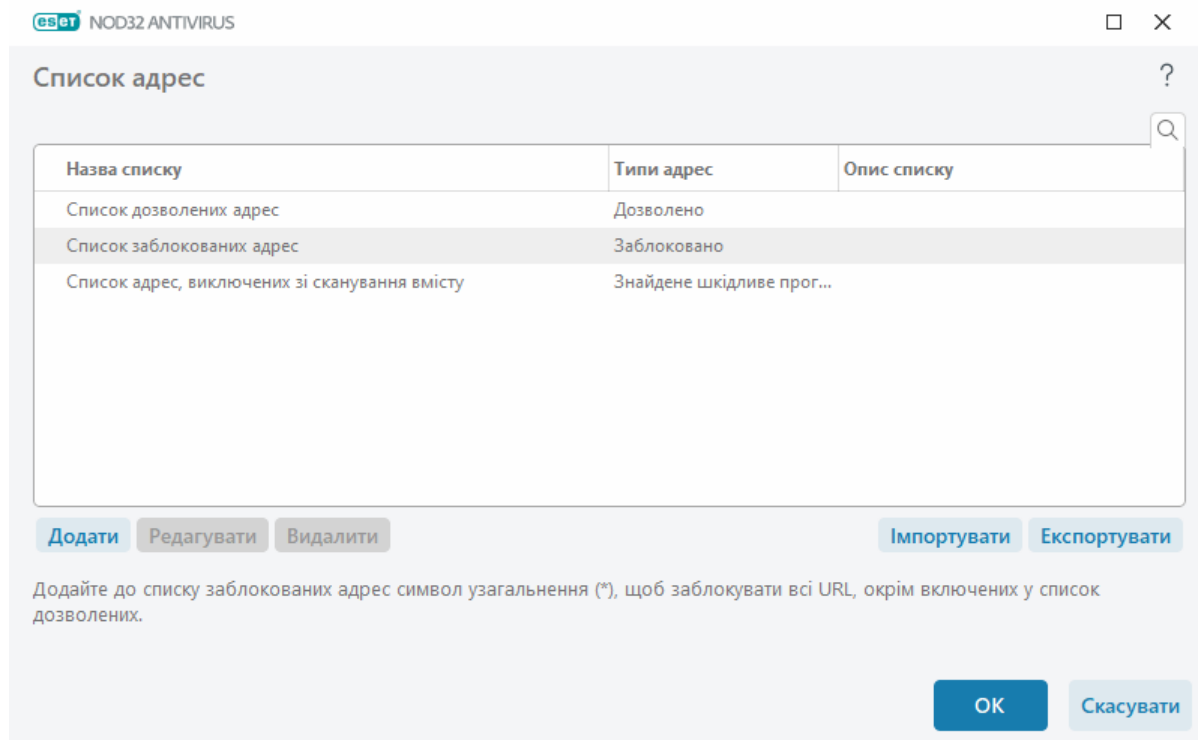 eset NOD32 ANTIVIRUS
Список адрес
?
Назва списку Типи адрес Опис списку
Список дозволених адрес Дозволено
Список заблокованих адрес Заблоковано
Список адрес, виключених зі сканування вмісту Знайдене шкідливе прог...
Додати Редагувати Видалити Імпортувати Експортувати
Додайте до списку заблокованих адрес символ узагальнення (*), щоб заблокувати всі URL, окрім включених у список
дозволених.
ОК Скасувати